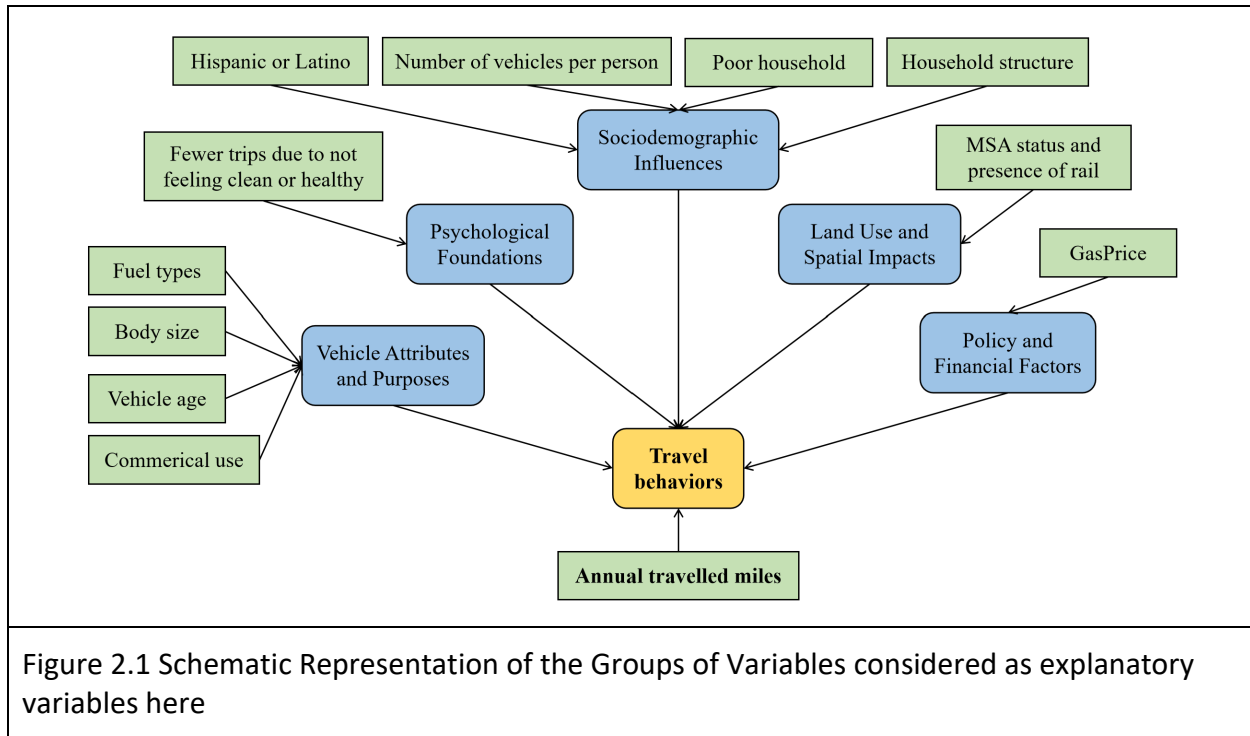 Hispanic or Latino
Number of vehicles per person
Poor household
Household structure
Sociodemographic
Influences
Fewer trips due to not
feeling clean or healthy
MSA status and
presence of rail
Psychological
Foundations
Land Use and
Spatial Impacts
GasPrice
Fuel types
Body size
Vehicle age
Commerical use
Vehicle Attributes
and Purposes
Policy and
Financial Factors
Travel
behaviors
Annual travelled miles
Figure 2.1 Schematic Representation of the Groups of Variables considered as explanatory
variables here